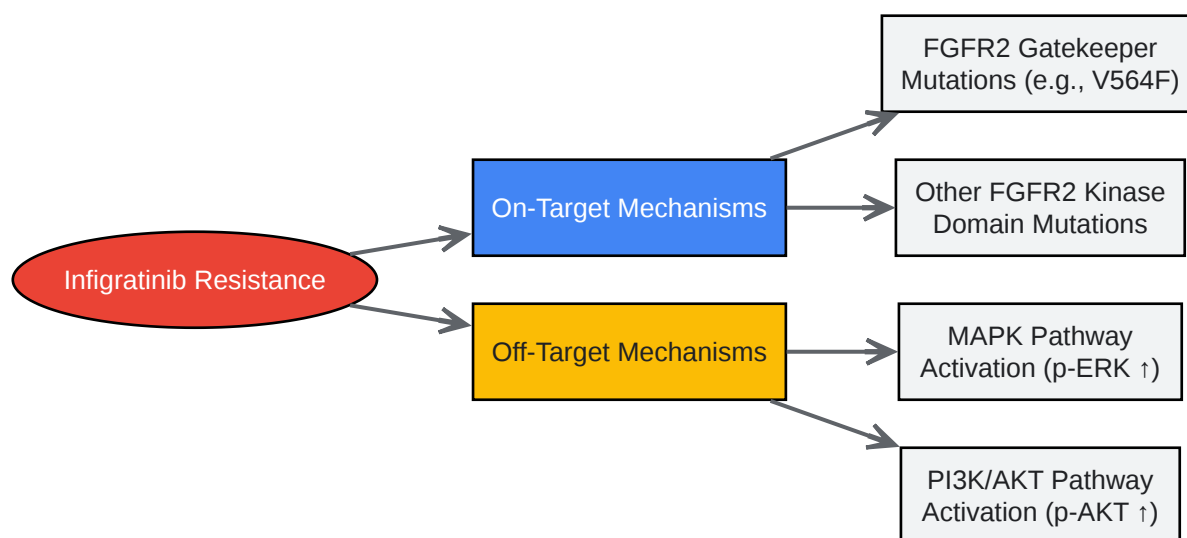 Infigratinib Resistance
On-Target Mechanisms
Off-Target Mechanisms
FGFR2 Gatekeeper
Mutations (e.g., V564F)
Other FGFR2 Kinase
Domain Mutations
MAPK Pathway
Activation (p-ERK ↑)
PI3K/AKT Pathway
Activation (p-AKT ↑)